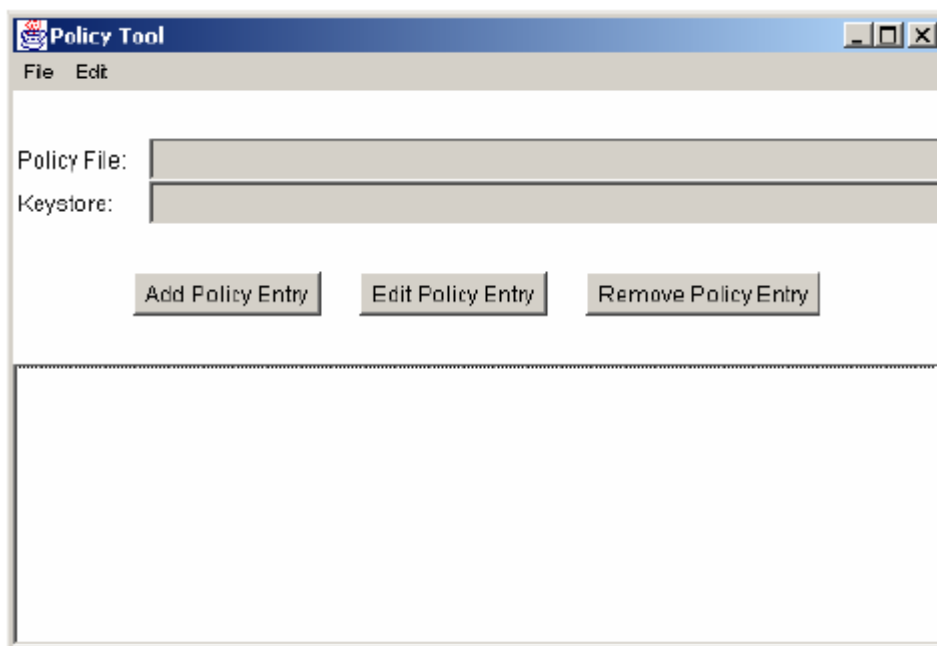 Policy Tool
File Edit
Policy File:
Keystore:
Add Policy Entry Edit Policy Entry Remove Policy Entry